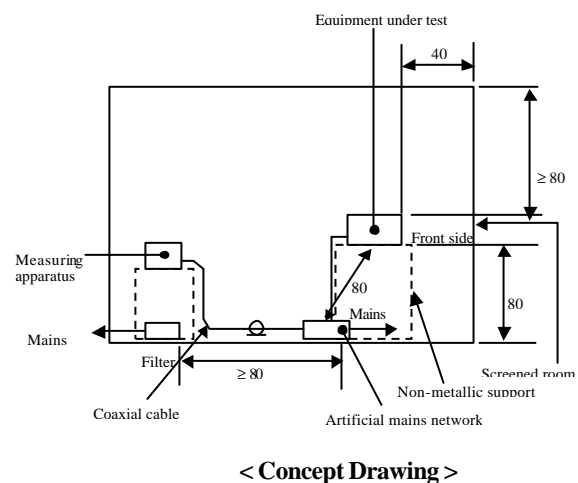 Equipment under test
40
≥ 80
Front side
Measuring
apparatus
80
Mains
80
Mains
Filter
≥ 80
Screened room
Non-metallic support
Coaxial cable
Artificial mains network
< Concept Drawing >